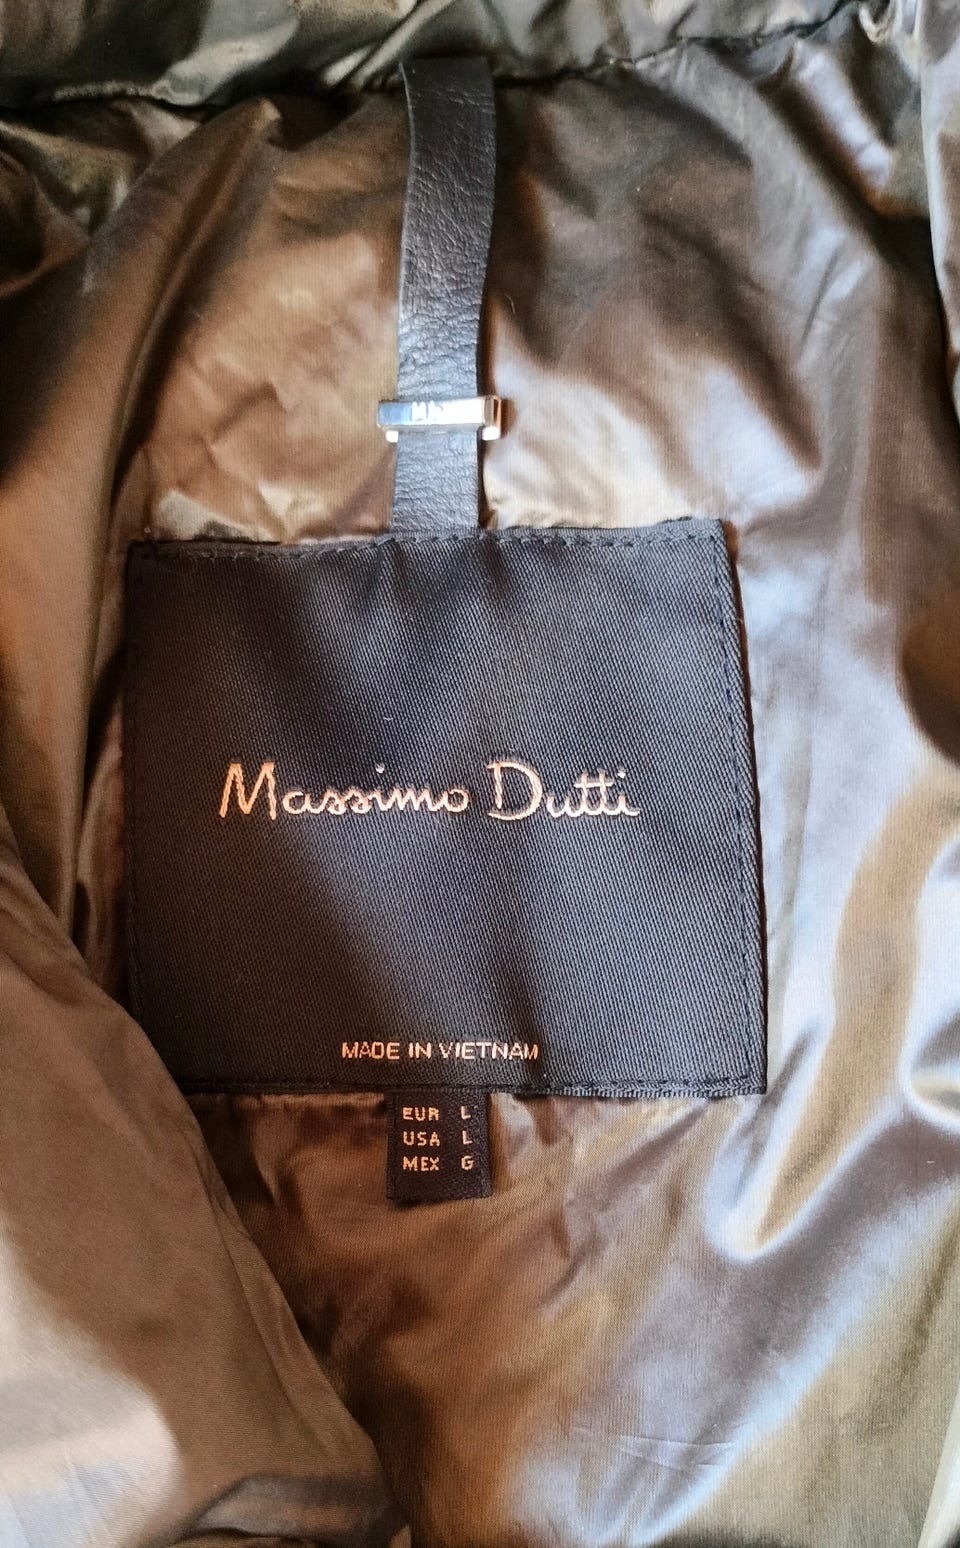 Massimo Dutti
MADE IN VIETNAM
EUR L
USA L
MEX G